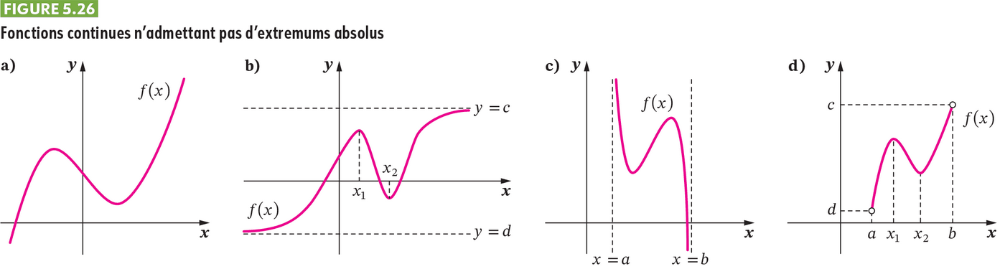 FIGURE 5.26
Fonctions continues n’admettant pas d’extremums absolus
a)
y
f(x)
x
b)
y
y = c
x₂
x₁
x
f(x)
y = d
c)
y
f(x)
x
x = a
x = b
d)
y
c
f(x)
d
a x₁ x₂ b x